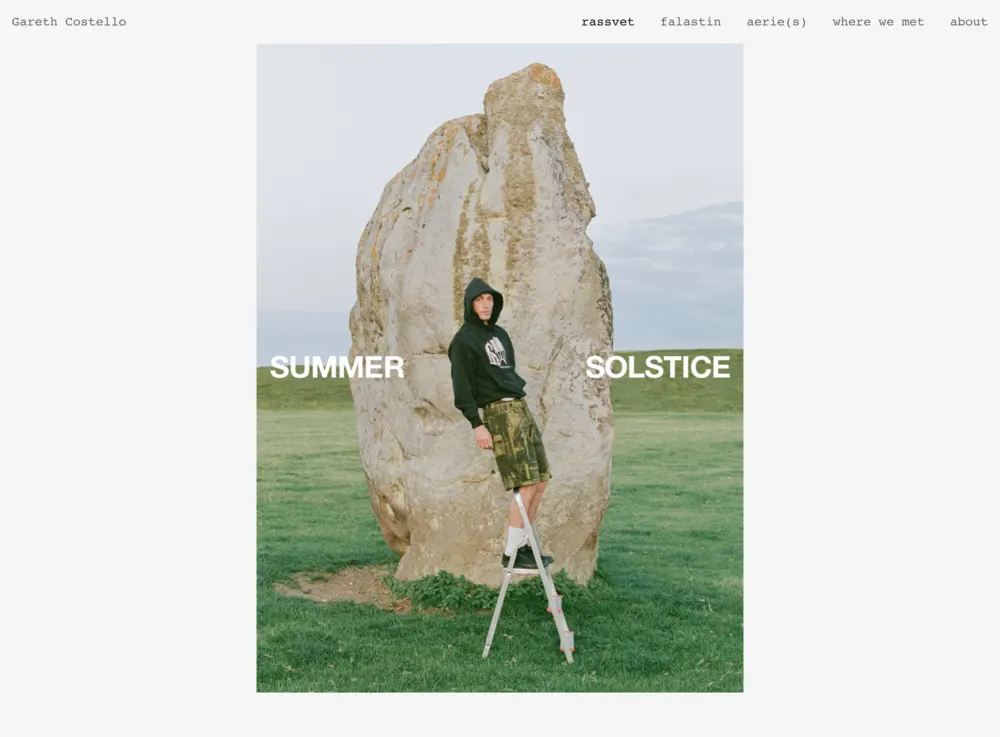 Gareth Costello
rassvet falastin aerie(s) where we met about
SUMMER SOLSTICE